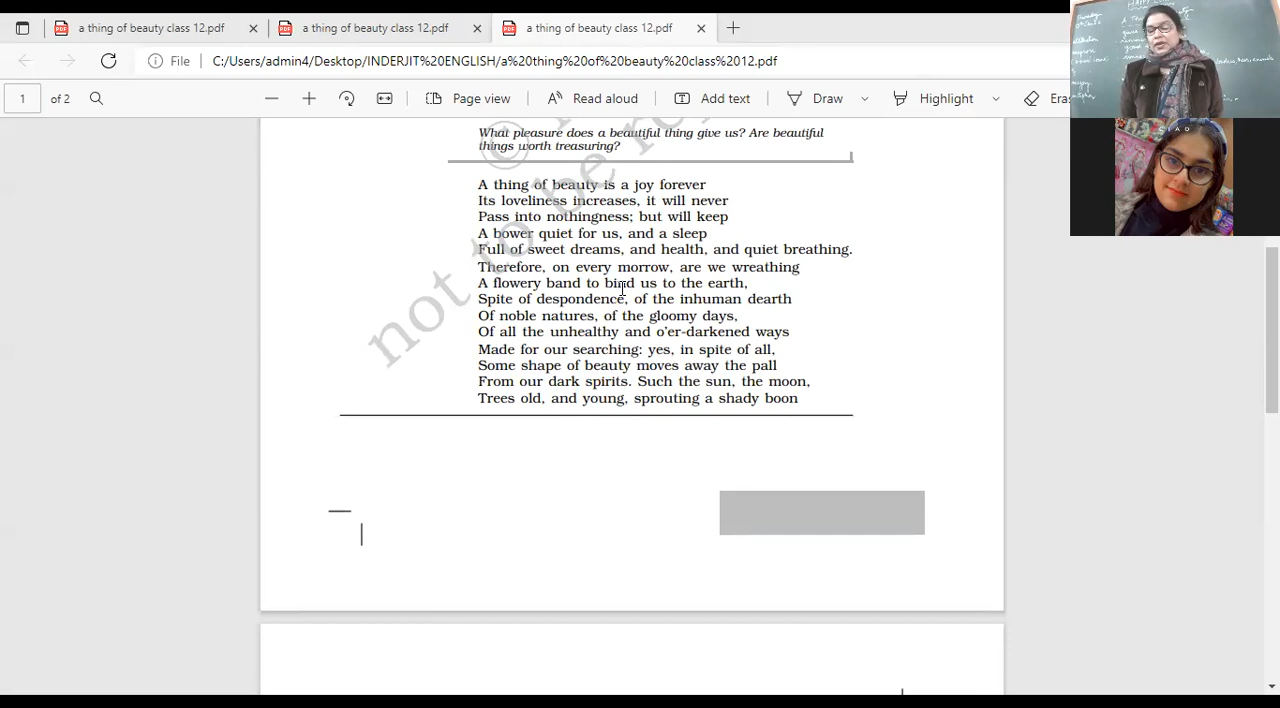 a thing of beauty class 12.pdf
a thing of beauty class 12.pdf
a thing of beauty class 12.pdf
File
C:/Users/admin4/Desktop/INDERJIT%20ENGLISH/a%20thing%20of%20beauty%20class%2012.pdf
1 of 2
Page view
Read aloud
Add text
Draw
Highlight
Eras
What pleasure does a beautiful thing give us? Are beautiful
things worth treasuring?
A thing of beauty is a joy forever
Its loveliness increases, it will never
Pass into nothingness; but will keep
A bower quiet for us, and a sleep
Full of sweet dreams, and health, and quiet breathing.
Therefore, on every morrow, are we wreathing
A flowery band to bind us to the earth,
Spite of despondence, of the inhuman dearth
Of noble natures, of the gloomy days,
Of all the unhealthy and o'er-darkened ways
Made for our searching: yes, in spite of all,
Some shape of beauty moves away the pall
From our dark spirits. Such the sun, the moon,
Trees old, and young, sprouting a shady boon
©
not to be re